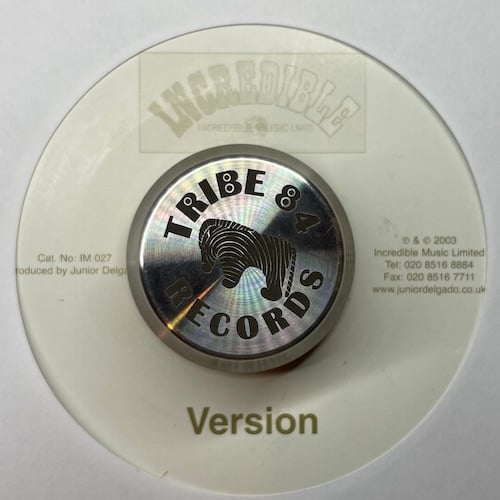 INCREDIBLE
INCREDIBLE MUSIC LIMITED
TRIBE 84
RECORDS
Cat. No: IM 027
roduced by Junior Delga
℗ & © 2003
Incredible Music Limited
Tel: 020 8516 8884
Fax: 020 8516 7711
www.juniordelgado.co.uk
Version